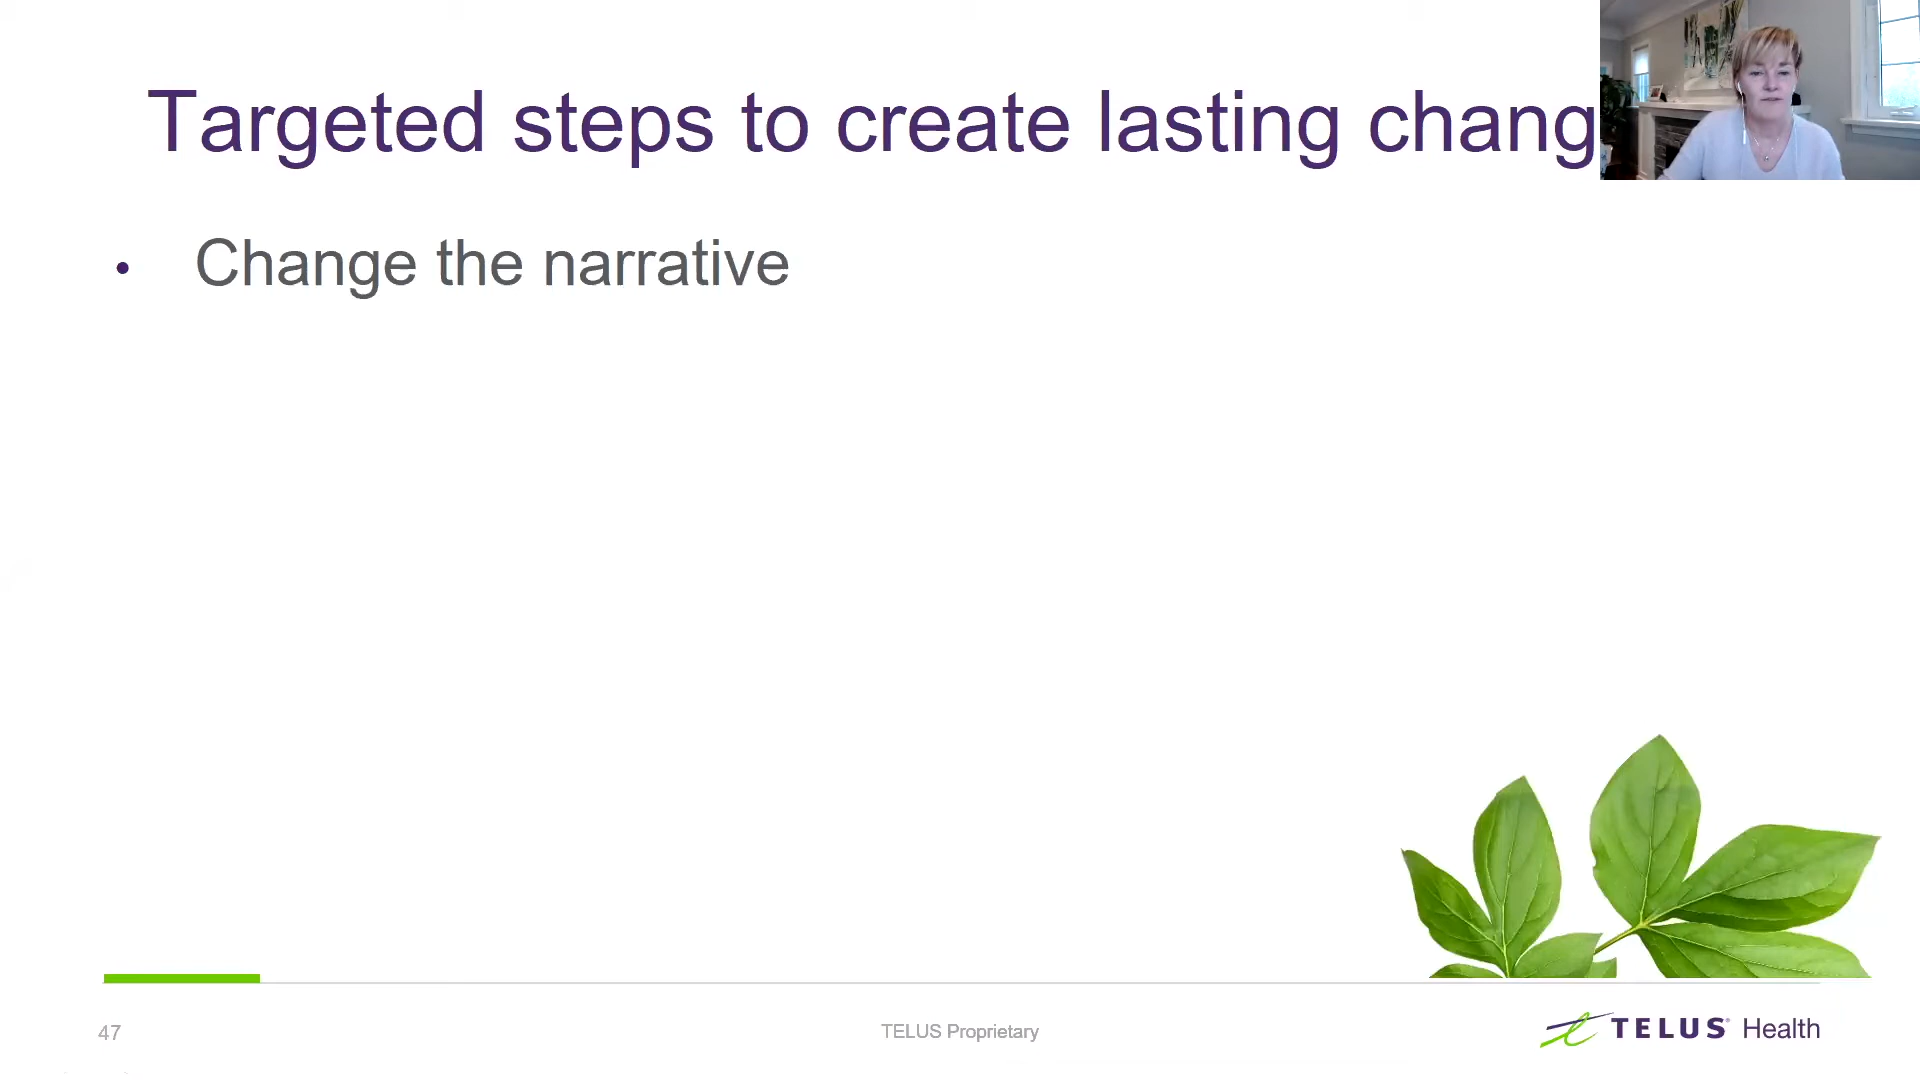 Targeted steps to create lasting chang
• Change the narrative
47
TELUS Proprietary
TELUS® Health